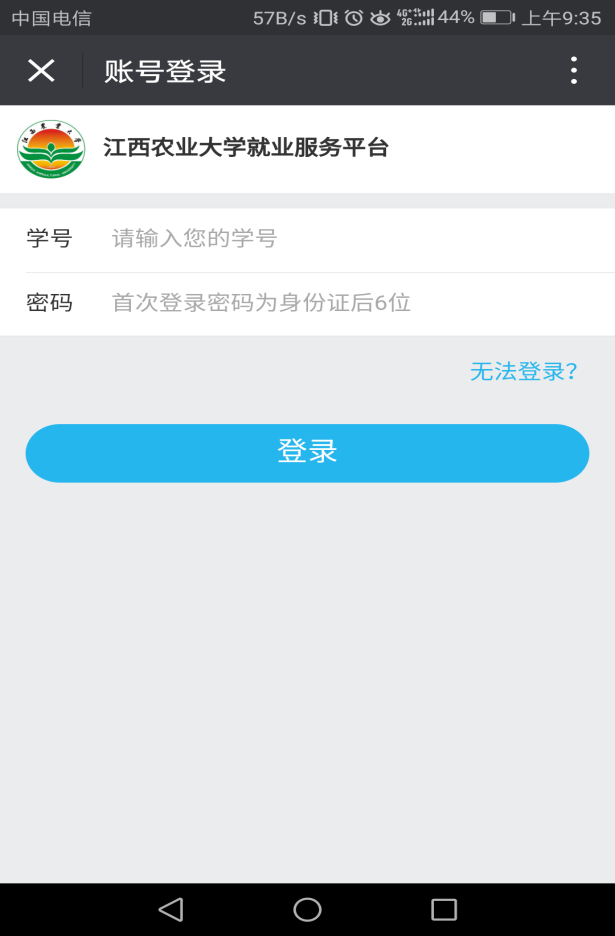 中国电信 57B/s 44% 上午9:35
账号登录
江西农业大学就业服务平台
学号 请输入您的学号
密码 首次登录密码为身份证后6位
无法登录?
登录